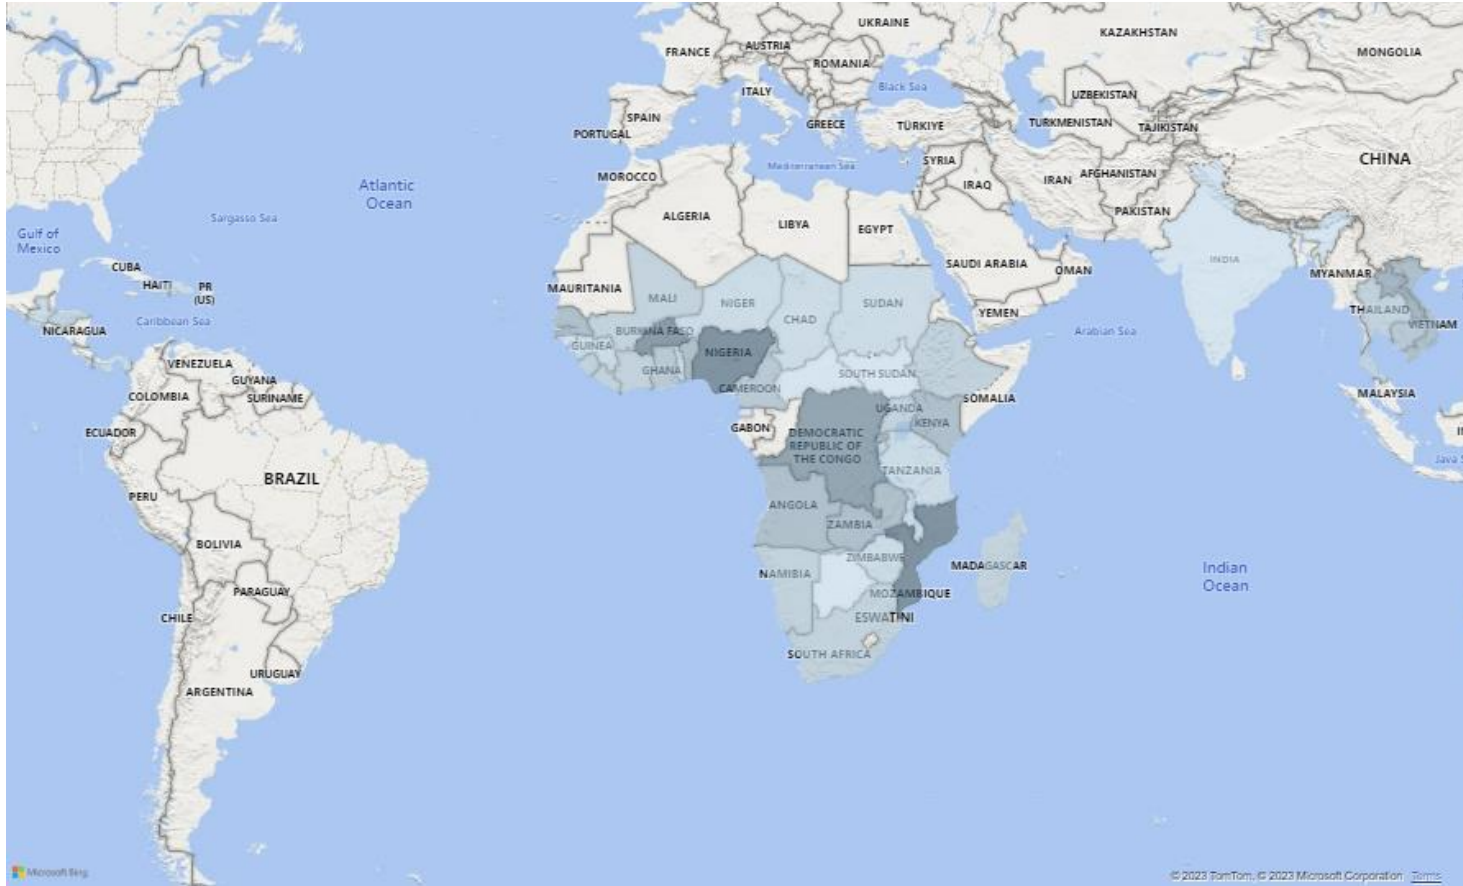 UKRAINE
KAZAKHSTAN
FRANCE
AUSTRIA
MONGOLIA
ROMANIA
ITALY
Black Sea
UZBEKISTAN
SPAIN
PORTUGAL
GREECE
TÜRKIYE
TURKMENISTAN
TAJIKISTAN
Mediterranean Sea
SYRIA
CHINA
MOROCCO
IRAQ
IRAN
AFGHANISTAN
Atlantic
Ocean
Sargasso Sea
ALGERIA
LIBYA
EGYPT
PAKISTAN
Gulf of
Mexico
CUBA
HAITI
PR
(US)
MAURITANIA
SAUDI ARABIA
OMAN
INDIA
MYANMAR
MALI
NIGER
CHAD
SUDAN
YEMEN
Caribbean Sea
NICARAGUA
BURKINA FASO
GUINEA
NIGERIA
Arabian Sea
THAILAND
VIETNAM
VENEZUELA
GUYANA
SURINAME
COLOMBIA
GHANA
CAMEROON
SOUTH SUDAN
SOMALIA
MALAYSIA
ECUADOR
GABON
UGANDA
KENYA
DEMOCRATIC
REPUBLIC OF
THE CONGO
BRAZIL
TANZANIA
PERU
ANGOLA
ZAMBIA
BOLIVIA
ZIMBABWE
NAMIBIA
MADAGASCAR
Indian
Ocean
PARAGUAY
MOZAMBIQUE
CHILE
ESWATINI
SOUTH AFRICA
URUGUAY
ARGENTINA
Microsoft Bing
© 2023 TomTom, © 2023 Microsoft Corporation Terms